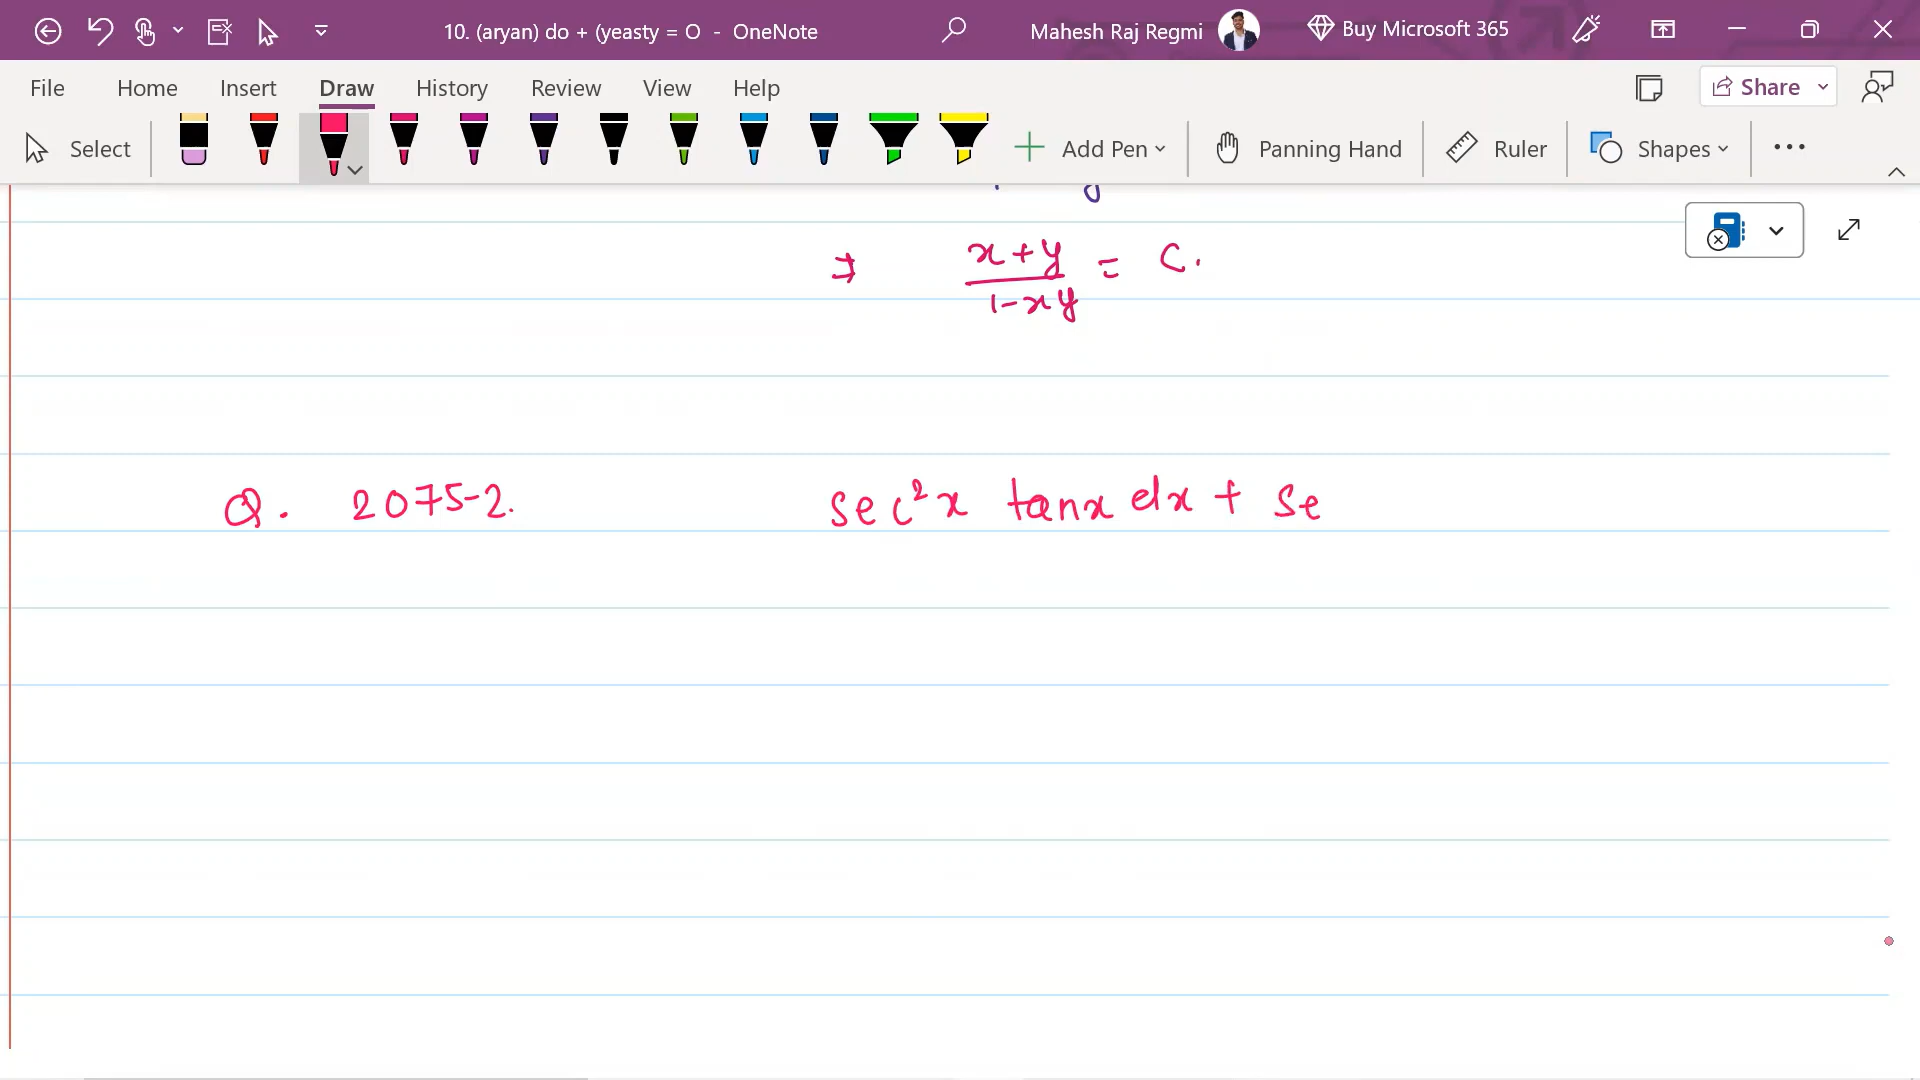 10. (aryan) do + (yeasty = O - OneNote
Mahesh Raj Regmi
Buy Microsoft 365
File Home Insert Draw History Review View Help
Share
Select
Add Pen
Panning Hand
Ruler
Shapes
⇒ x+y / 1-xy = c.
Q. 2075-2. sec²x tanx dx + se